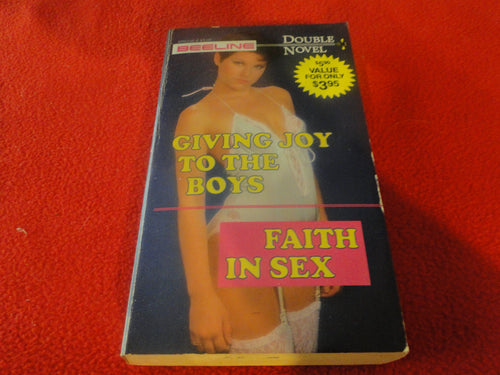 BEELINE
DOUBLE
NOVEL
VALUE
FOR ONLY
$3.95
GIVING JOY
TO THE
BOYS
FAITH
IN SEX